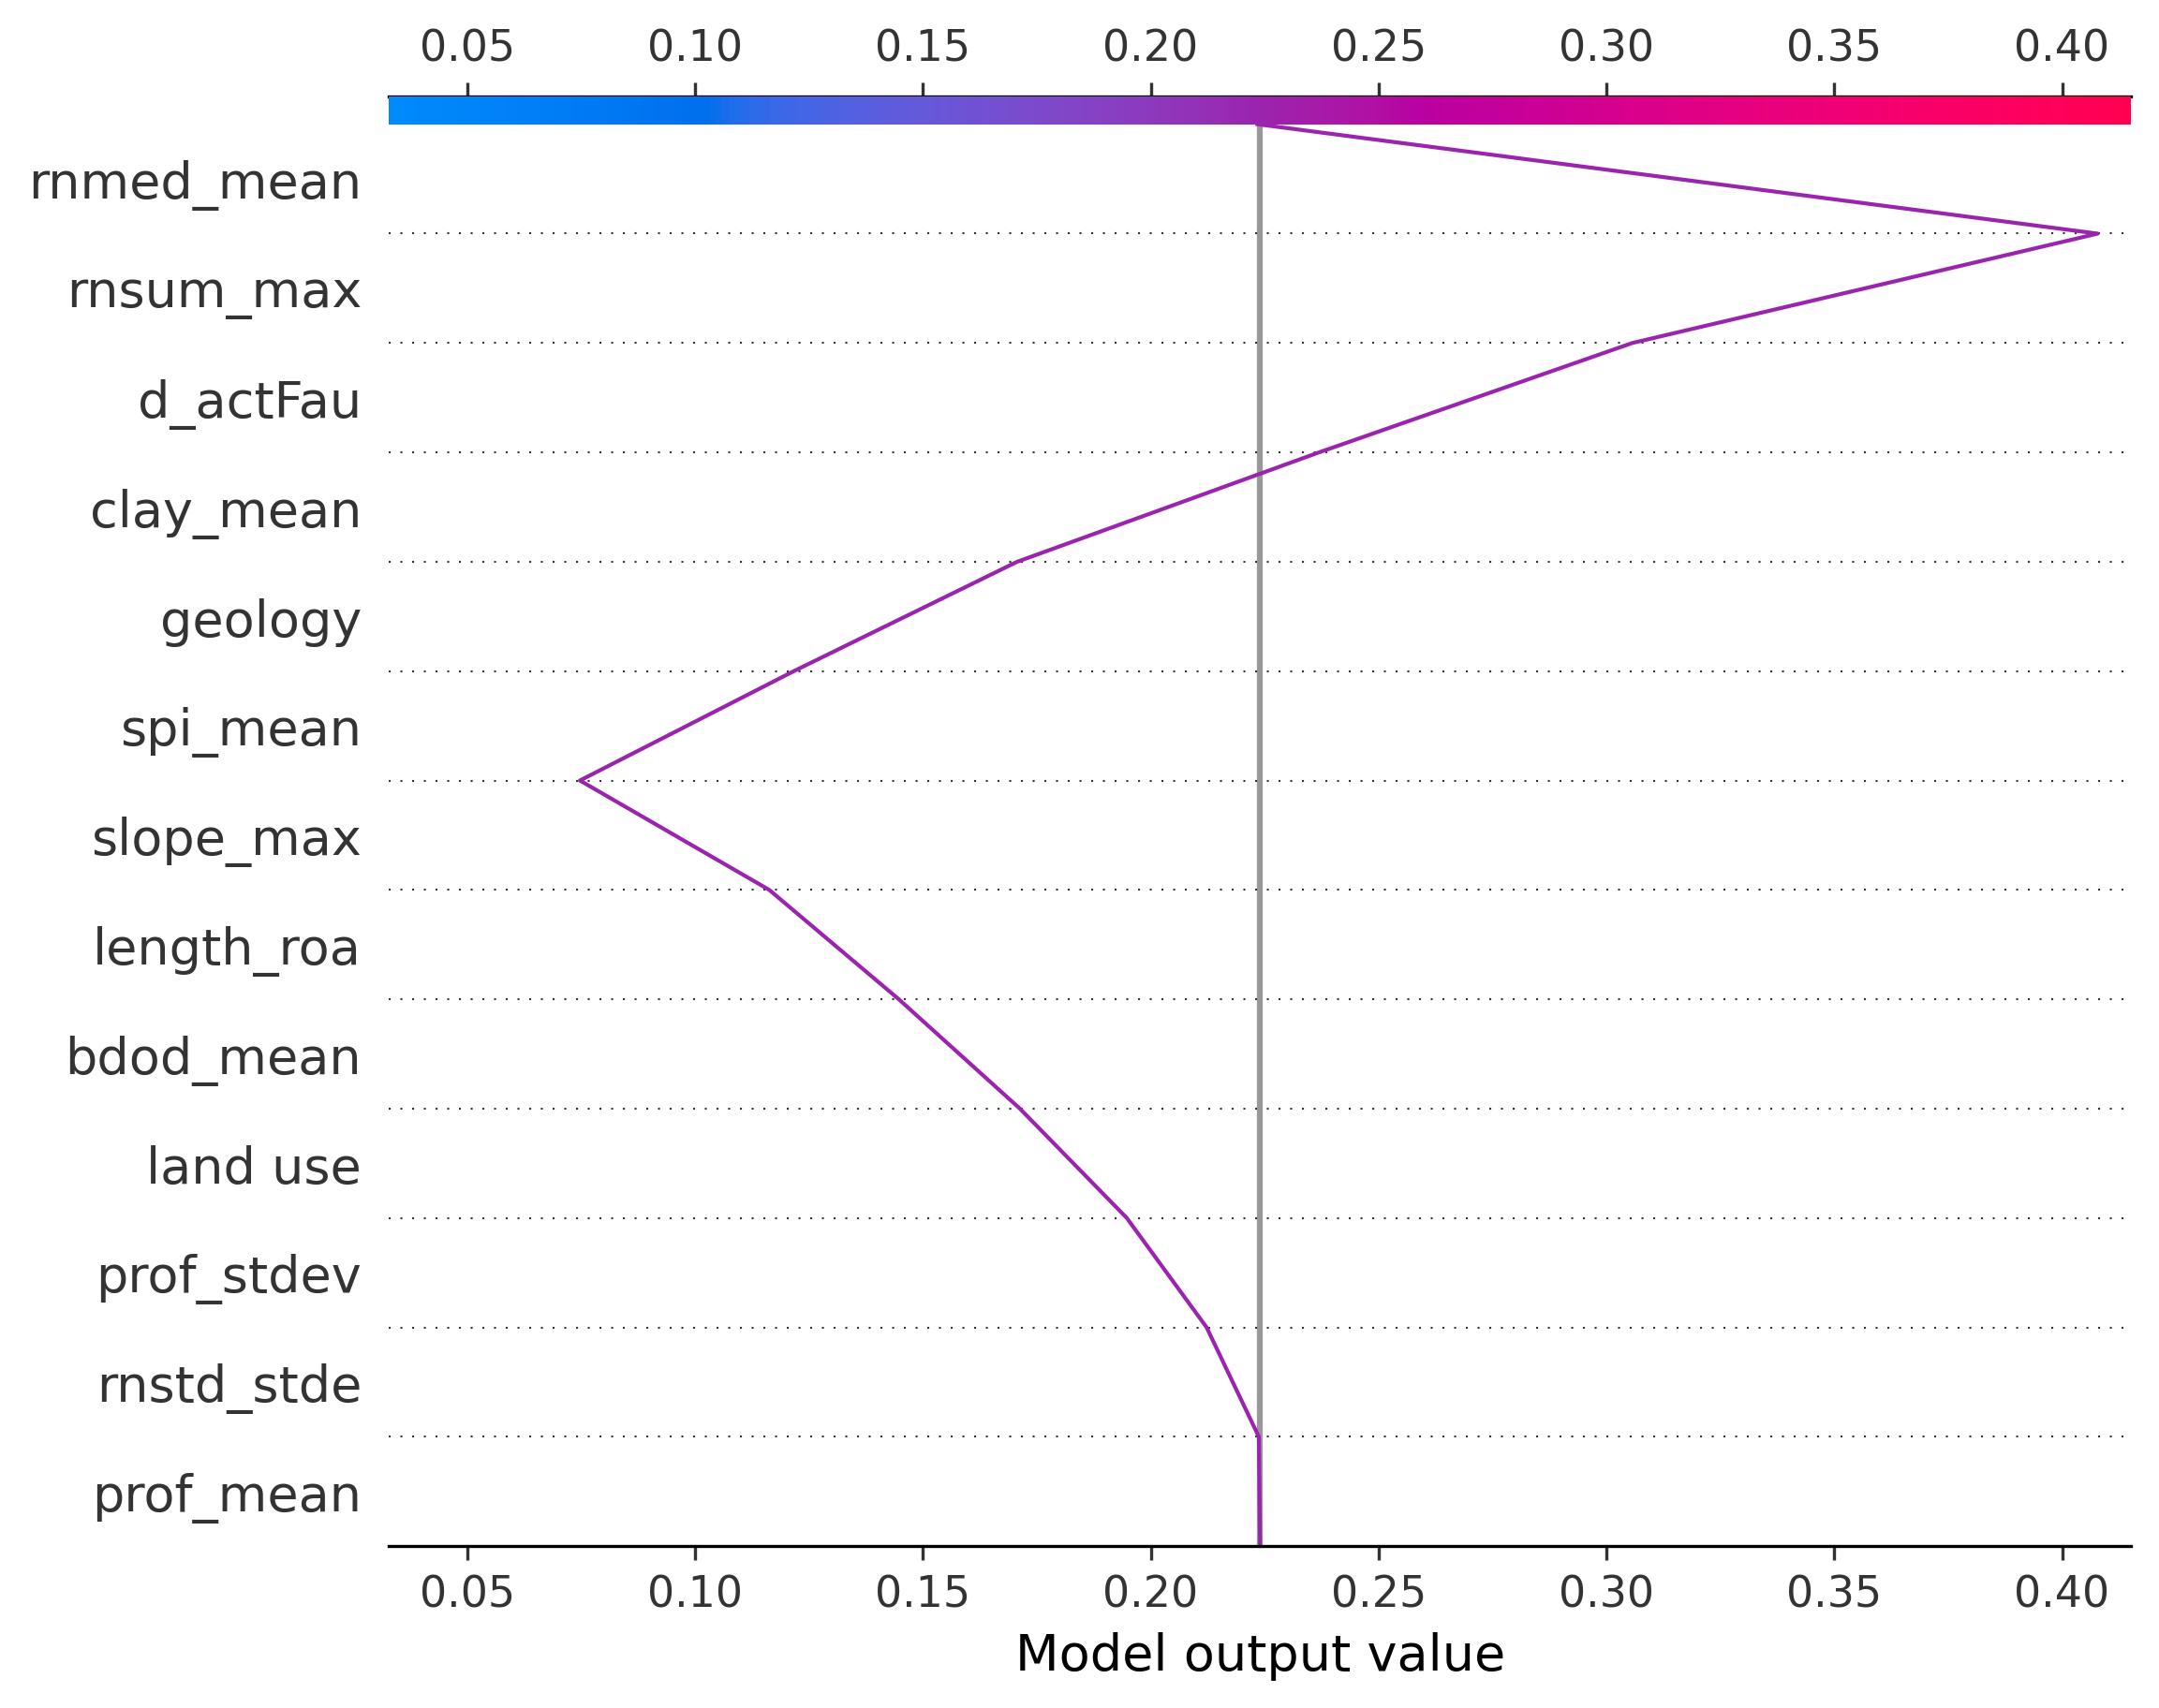 0.05 0.10 0.15 0.20 0.25 0.30 0.35 0.40
rnmed_mean
rnsum_max
d_actFau
clay_mean
geology
spi_mean
slope_max
length_roa
bdod_mean
land use
prof_stdev
rnstd_stde
prof_mean
0.05 0.10 0.15 0.20 0.25 0.30 0.35 0.40
Model output value